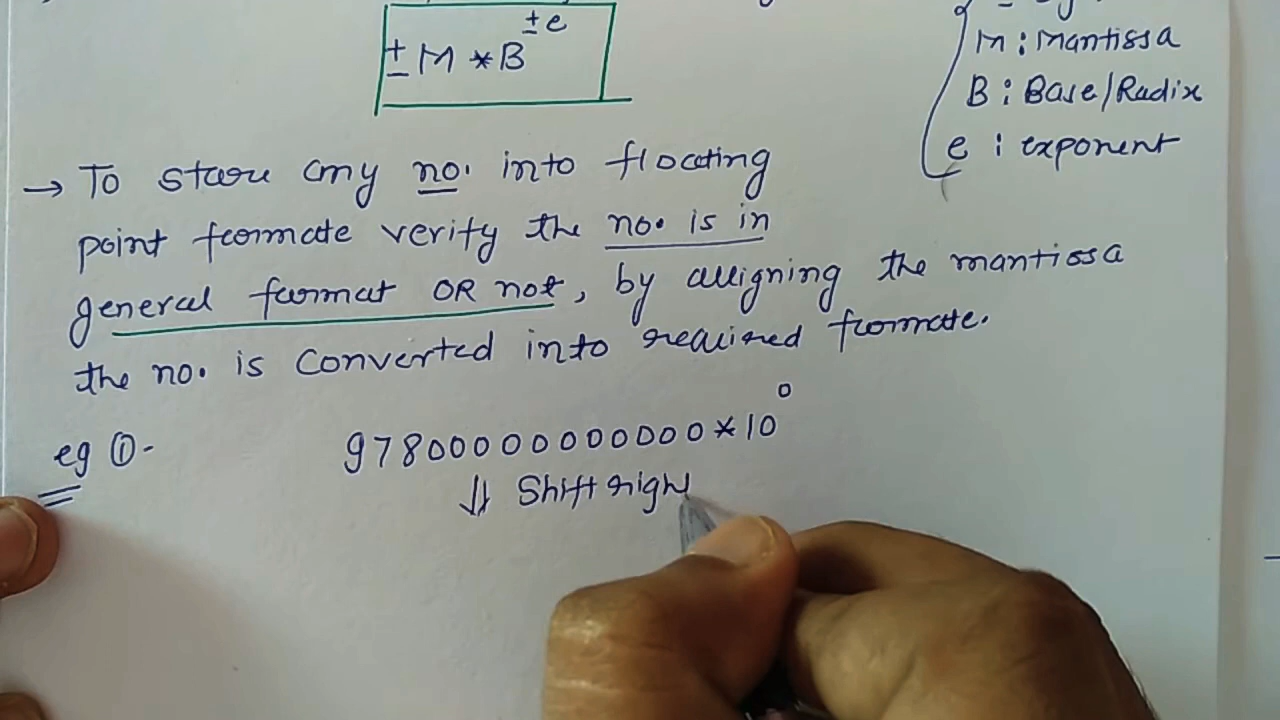 ± M * B ± e
M : Mantissa
B : Base/Radix
e : exponent
→ To store any no. into floating
point formate verify the no. is in
general format OR not, by alligning the mantissa
the no. is converted into required formate.
eg ①- 9780000000000000 * 10 0
⇓ Shift right